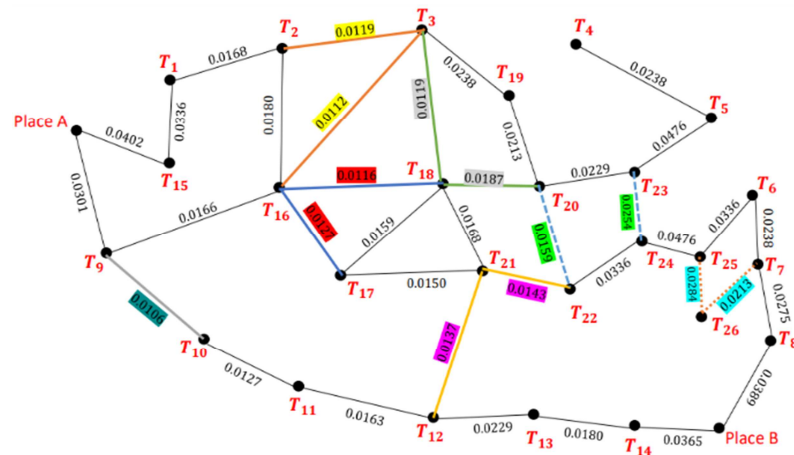 T₃
T₄
T₂
0.0119
0.0168
0.0238
T₁
T₁₉
0.0238
T₅
0.0336
0.0180
0.0112
0.0119
Place A
0.0402
T₁₅
0.0213
0.0476
T₁₆
0.0116
T₁₈
0.0187
T₂₀
0.0229
T₂₃
T₆
0.0301
0.0166
0.0127
0.0159
0.0168
0.0159
0.0254
0.0336
0.0238
T₉
T₁₇
0.0150
T₂₁
0.0143
T₂₂
0.0336
T₂₄
0.0476
T₂₅
T₇
0.0106
0.0284
0.0213
T₂₆
0.0275
T₁₀
0.0137
T₈
0.0127
T₁₁
0.0163
T₁₂
0.0229
T₁₃
0.0180
T₁₄
0.0365
0.0389
Place B